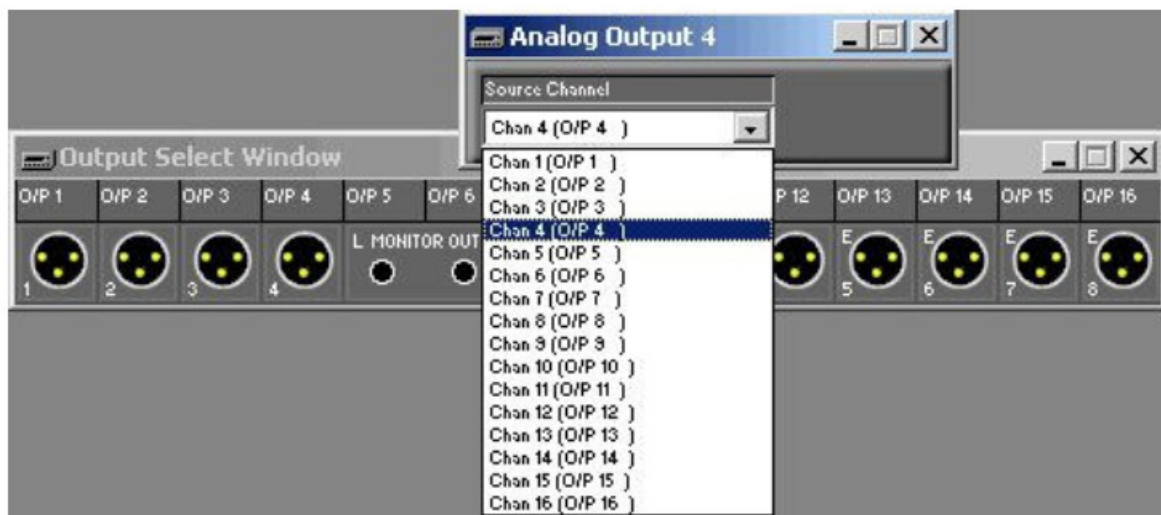 Analog Output 4
Source Channel
Chan 4 (O/P 4 )
Output Select Window
O/P 1 O/P 2 O/P 3 O/P 4 O/P 5 O/P 6 P 12 O/P 13 O/P 14 O/P 15 O/P 16
L MONITOR OUT
E E E E
1 2 3 4 5 6 7 8
Chan 1 (O/P 1 )
Chan 2 (O/P 2 )
Chan 3 (O/P 3 )
Chan 4 (O/P 4 )
Chan 5 (O/P 5 )
Chan 6 (O/P 6 )
Chan 7 (O/P 7 )
Chan 8 (O/P 8 )
Chan 9 (O/P 9 )
Chan 10 (O/P 10 )
Chan 11 (O/P 11 )
Chan 12 (O/P 12 )
Chan 13 (O/P 13 )
Chan 14 (O/P 14 )
Chan 15 (O/P 15 )
Chan 16 (O/P 16 )